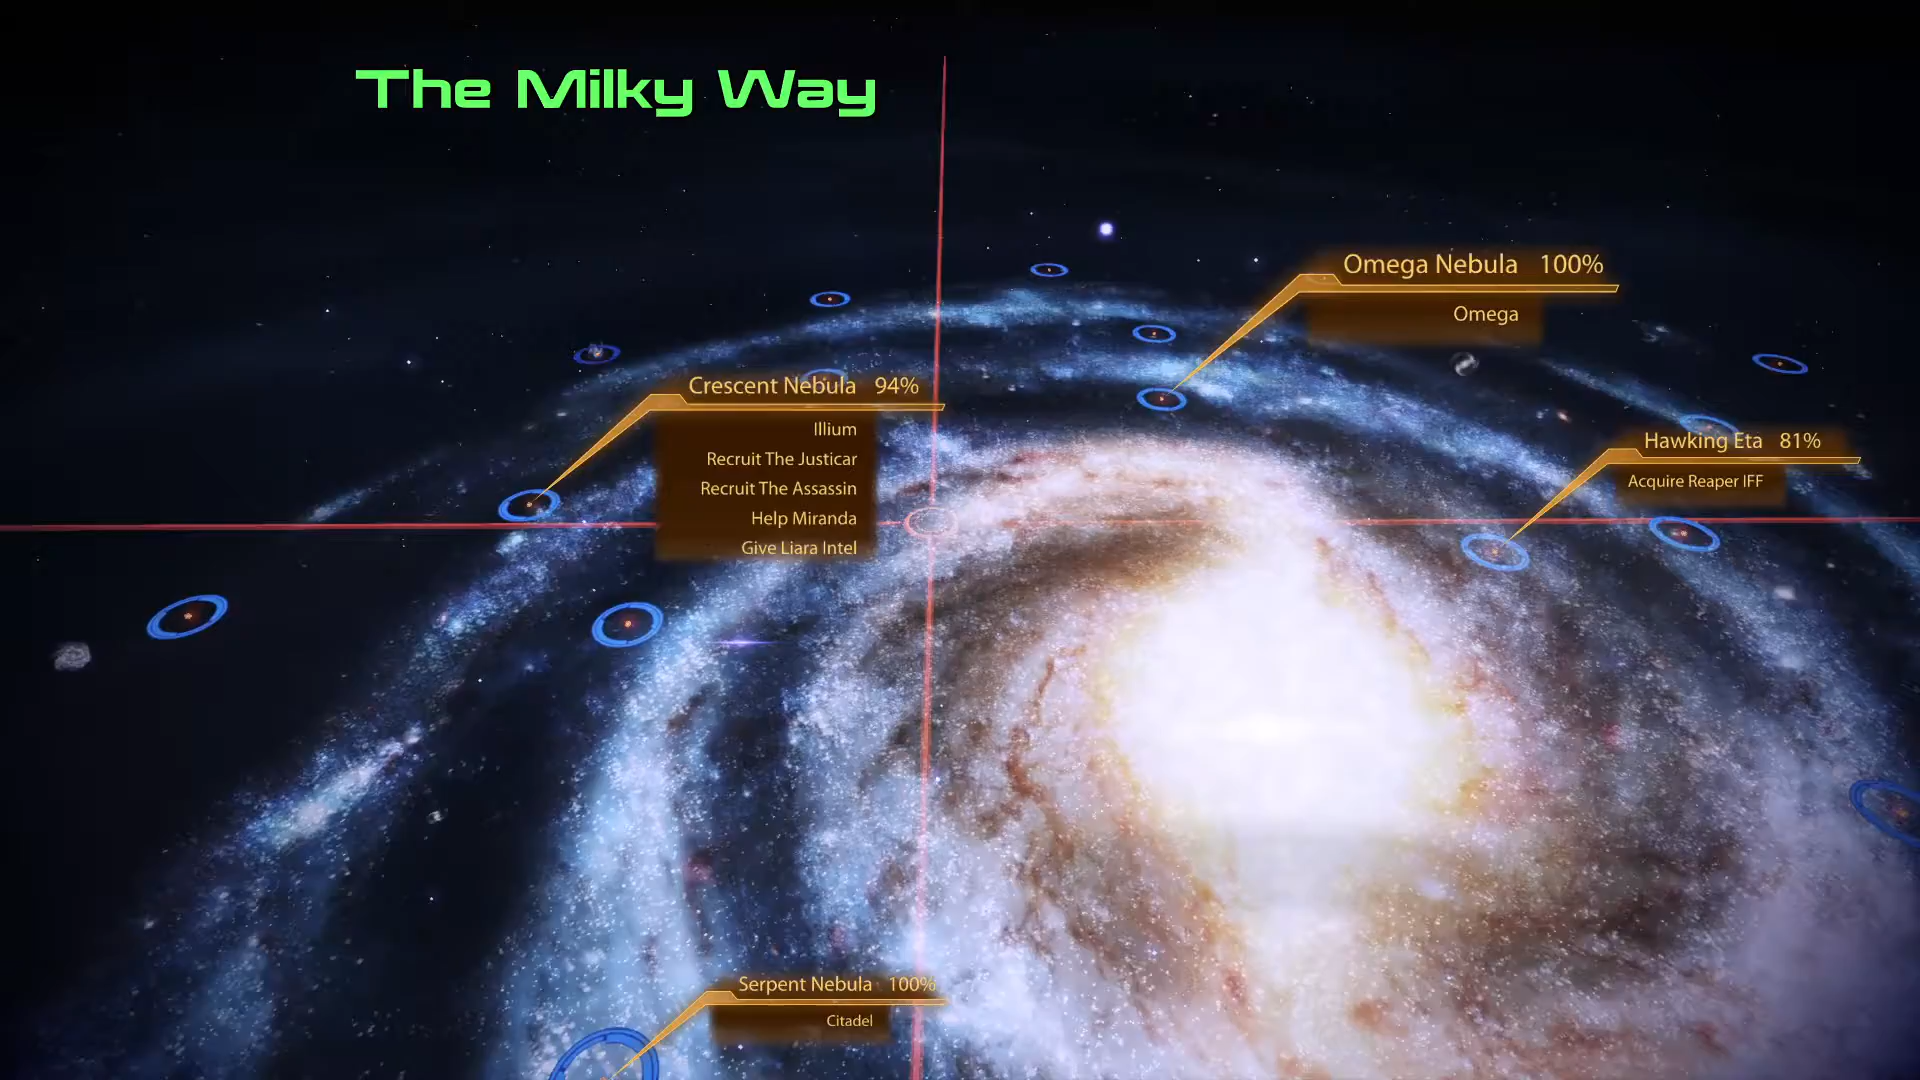 The Milky Way
Omega Nebula 100%
Omega
Crescent Nebula 94%
Illium
Recruit The Justicar
Recruit The Assassin
Help Miranda
Give Liara Intel
Hawking Eta 81%
Acquire Reaper IFF
Serpent Nebula 100%
Citadel